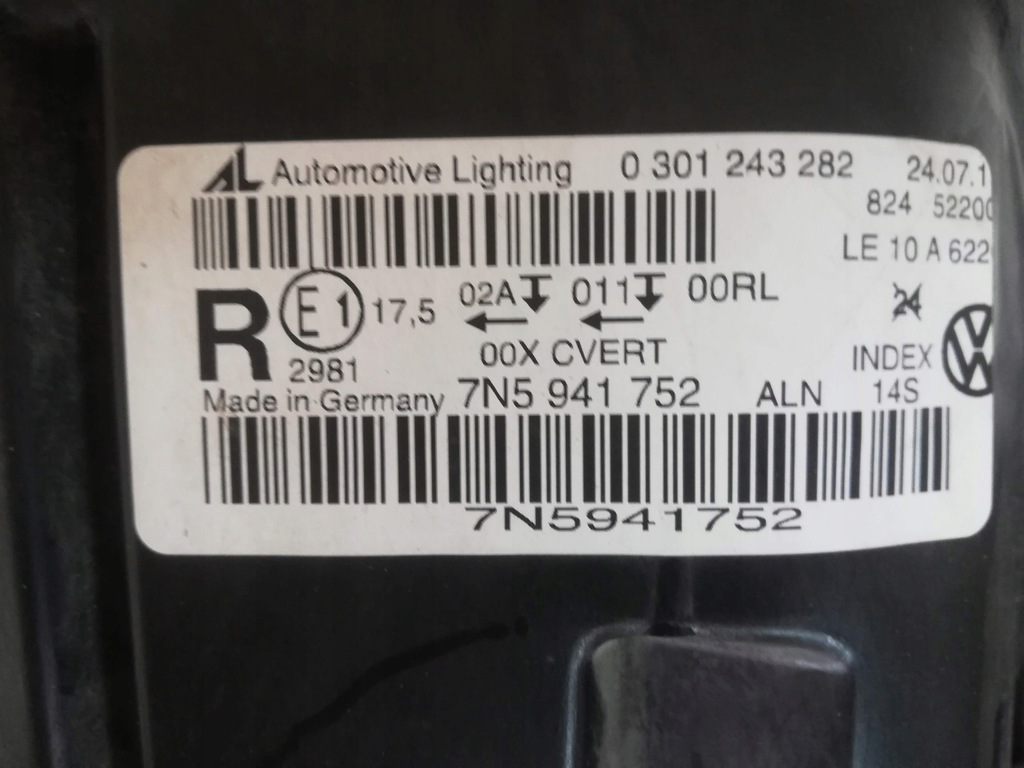 AL Automotive Lighting 0 301 243 282 24.07.1
824 52200
LE 10 A 622
R E1 17,5 02A 011 00RL
24
2981 00X CVERT INDEX
Made in Germany 7N5 941 752 ALN 14S
7N5941752